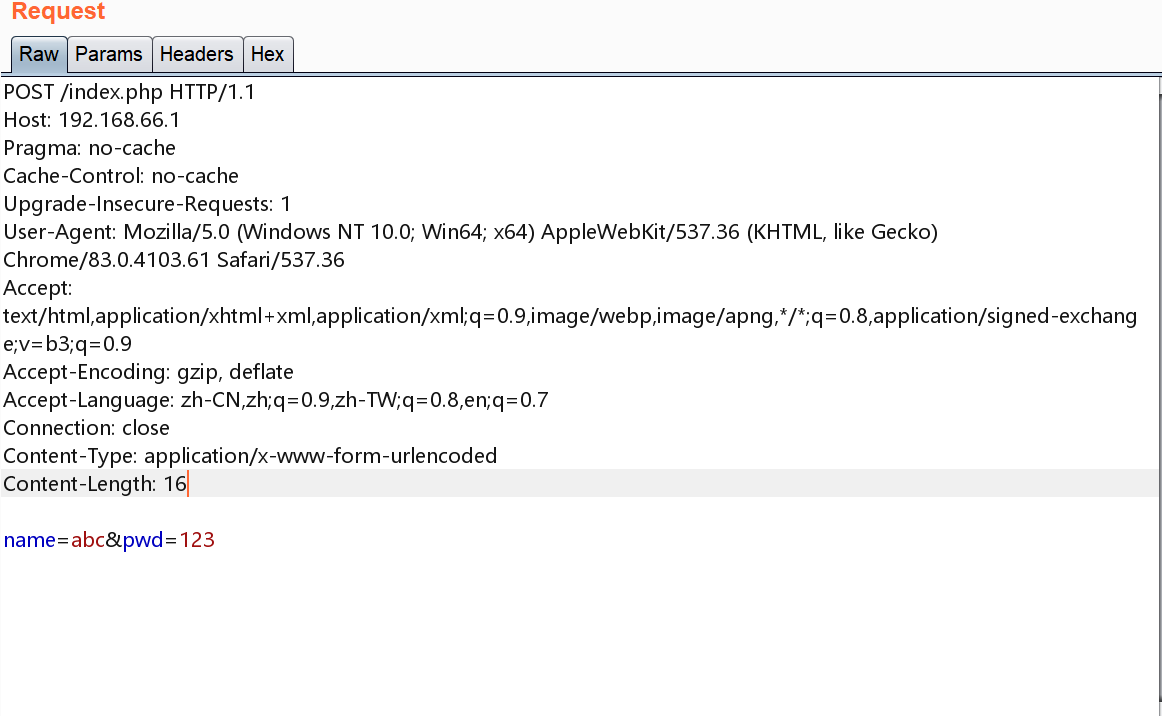 Request
Raw Params Headers Hex
POST /index.php HTTP/1.1
Host: 192.168.66.1
Pragma: no-cache
Cache-Control: no-cache
Upgrade-Insecure-Requests: 1
User-Agent: Mozilla/5.0 (Windows NT 10.0; Win64; x64) AppleWebKit/537.36 (KHTML, like Gecko)
Chrome/83.0.4103.61 Safari/537.36
Accept:
text/html,application/xhtml+xml,application/xml;q=0.9,image/webp,image/apng,*/*;q=0.8,application/signed-exchang
e;v=b3;q=0.9
Accept-Encoding: gzip, deflate
Accept-Language: zh-CN,zh;q=0.9,zh-TW;q=0.8,en;q=0.7
Connection: close
Content-Type: application/x-www-form-urlencoded
Content-Length: 16
name=abc&pwd=123